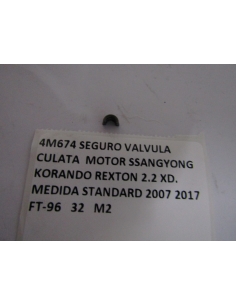 4M674 SEGURO VALVULA
CULATA MOTOR SSANGYONG
KORANDO REXTON 2.2 XD.
MEDIDA STANDARD 2007 2017
FT-96 32 M2